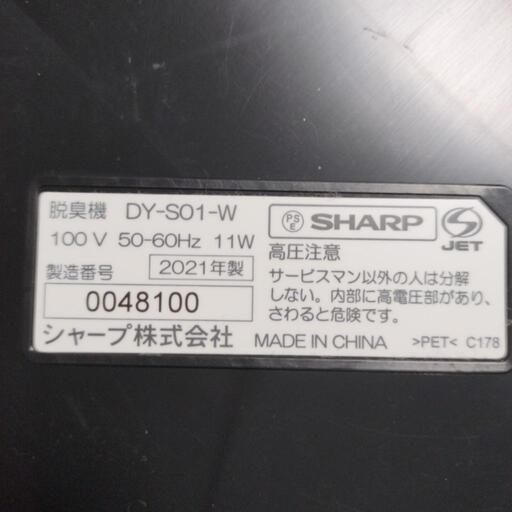 脱臭機 DY-S01-W
100V 50-60Hz 11W
製造番号 2021年製
0048100
シャープ株式会社
PS E SHARP
JET
高圧注意
サービスマン以外の人は分解
しない。内部に高電圧部があり、
さわると危険です。
MADE IN CHINA >PET< C178